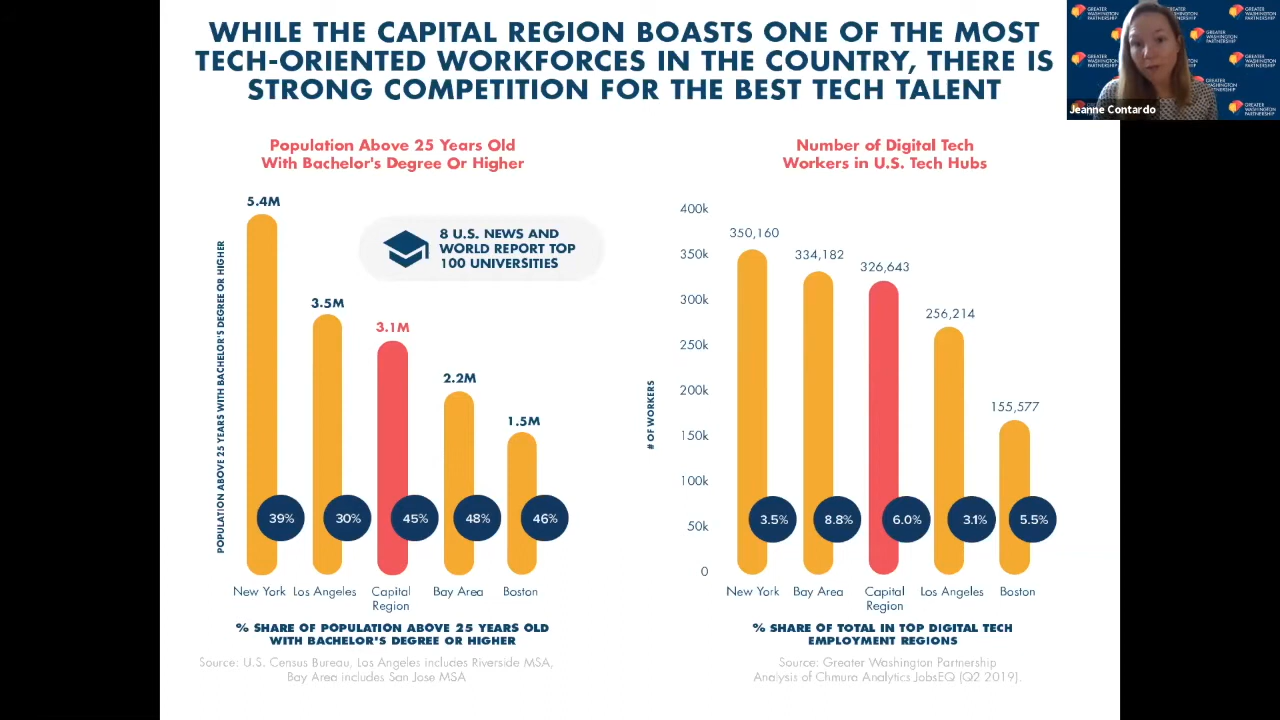 WHILE THE CAPITAL REGION BOASTS ONE OF THE MOST
TECH-ORIENTED WORKFORCES IN THE COUNTRY, THERE IS
STRONG COMPETITION FOR THE BEST TECH TALENT
GREATER WASHINGTON PARTNERSHIP
Jeanne Contardo
Population Above 25 Years Old
With Bachelor's Degree Or Higher
8 U.S. NEWS AND
WORLD REPORT TOP
100 UNIVERSITIES
POPULATION ABOVE 25 YEARS WITH BACHELOR'S DEGREE OR HIGHER
5.4M
3.5M
3.1M
2.2M
1.5M
39%
30%
45%
48%
46%
New York
Los Angeles
Capital
Region
Bay Area
Boston
% SHARE OF POPULATION ABOVE 25 YEARS OLD
WITH BACHELOR'S DEGREE OR HIGHER
Source: U.S. Census Bureau, Los Angeles includes Riverside MSA,
Bay Area includes San Jose MSA
Number of Digital Tech
Workers in U.S. Tech Hubs
# OF WORKERS
400k
350k
300k
250k
200k
150k
100k
50k
0
350,160
334,182
326,643
256,214
155,577
3.5%
8.8%
6.0%
3.1%
5.5%
New York
Bay Area
Capital
Region
Los Angeles
Boston
% SHARE OF TOTAL IN TOP DIGITAL TECH
EMPLOYMENT REGIONS
Source: Greater Washington Partnership
Analysis of Chmura Analytics JobsEQ (Q2 2019).